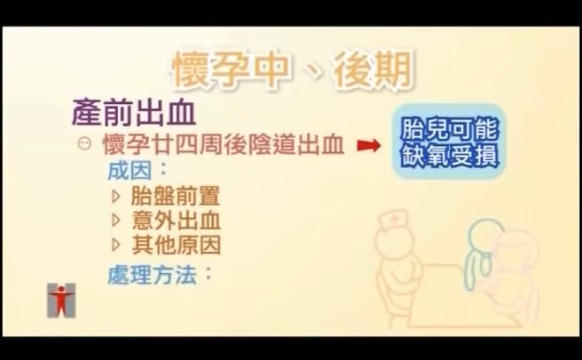 懷孕中、後期
產前出血
懷孕廿四周後陰道出血
胎兒可能
缺氧受損
成因：
胎盤前置
意外出血
其他原因
處理方法：